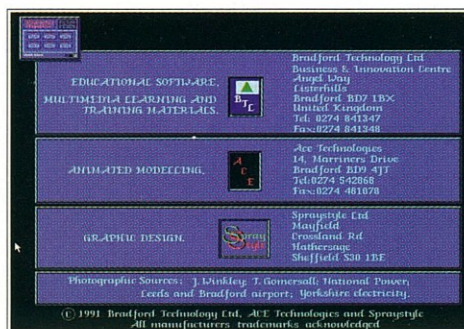 EDUCATIONAL SOFTWARE.
MULTIMEDIA LEARNING AND
TRAINING MATERIALS.
BTL
Bradford Technology Ltd
Business & Innovation Centre
Angel Way
Listerhills
Bradford BD7 1BX
United Kingdom
Tel: 0274 841347
Fax:0274 841348
ANIMATED MODELLING.
ACE
Ace Technologies
14, Marriners Drive
Bradford BD9 4JT
Tel:0274 542868
Fax:0274 481078
GRAPHIC DESIGN.
Spray
Style
Spraystyle Ltd
Mayfield
Crossland Rd
Hathersage
Sheffield S30 1BE
Photographic Sources: J. Winkley; T. Gomersall; National Power;
Leeds and Bradford airport; Yorkshire electricity.
© 1991 Bradford Technology Ltd, ACE Technologies and Spraystyle
All manufacturers trademarks acknowledged